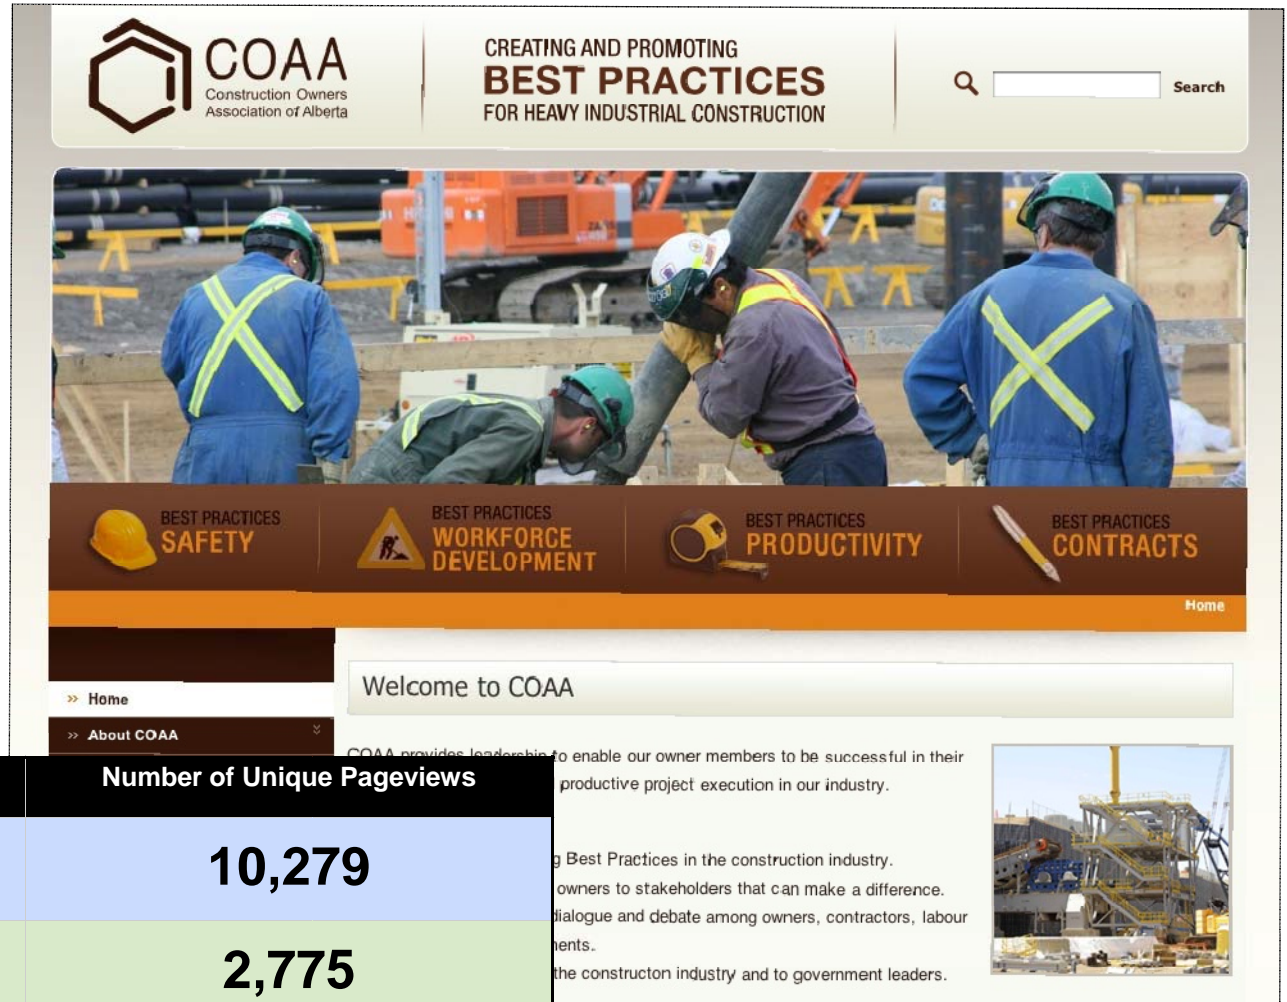 COAA
Construction Owners
Association of Alberta
CREATING AND PROMOTING
BEST PRACTICES
FOR HEAVY INDUSTRIAL CONSTRUCTION
Search
BEST PRACTICES
SAFETY
BEST PRACTICES
WORKFORCE
DEVELOPMENT
BEST PRACTICES
PRODUCTIVITY
BEST PRACTICES
CONTRACTS
Home
» Home
» About COAA
Welcome to COAA
COAA provides leadership to enable our owner members to be successful in their
productive project execution in our industry.
Best Practices in the construction industry.
owners to stakeholders that can make a difference.
dialogue and debate among owners, contractors, labour
the constructon industry and to government leaders.
Number of Unique Pageviews
10,279
2,775